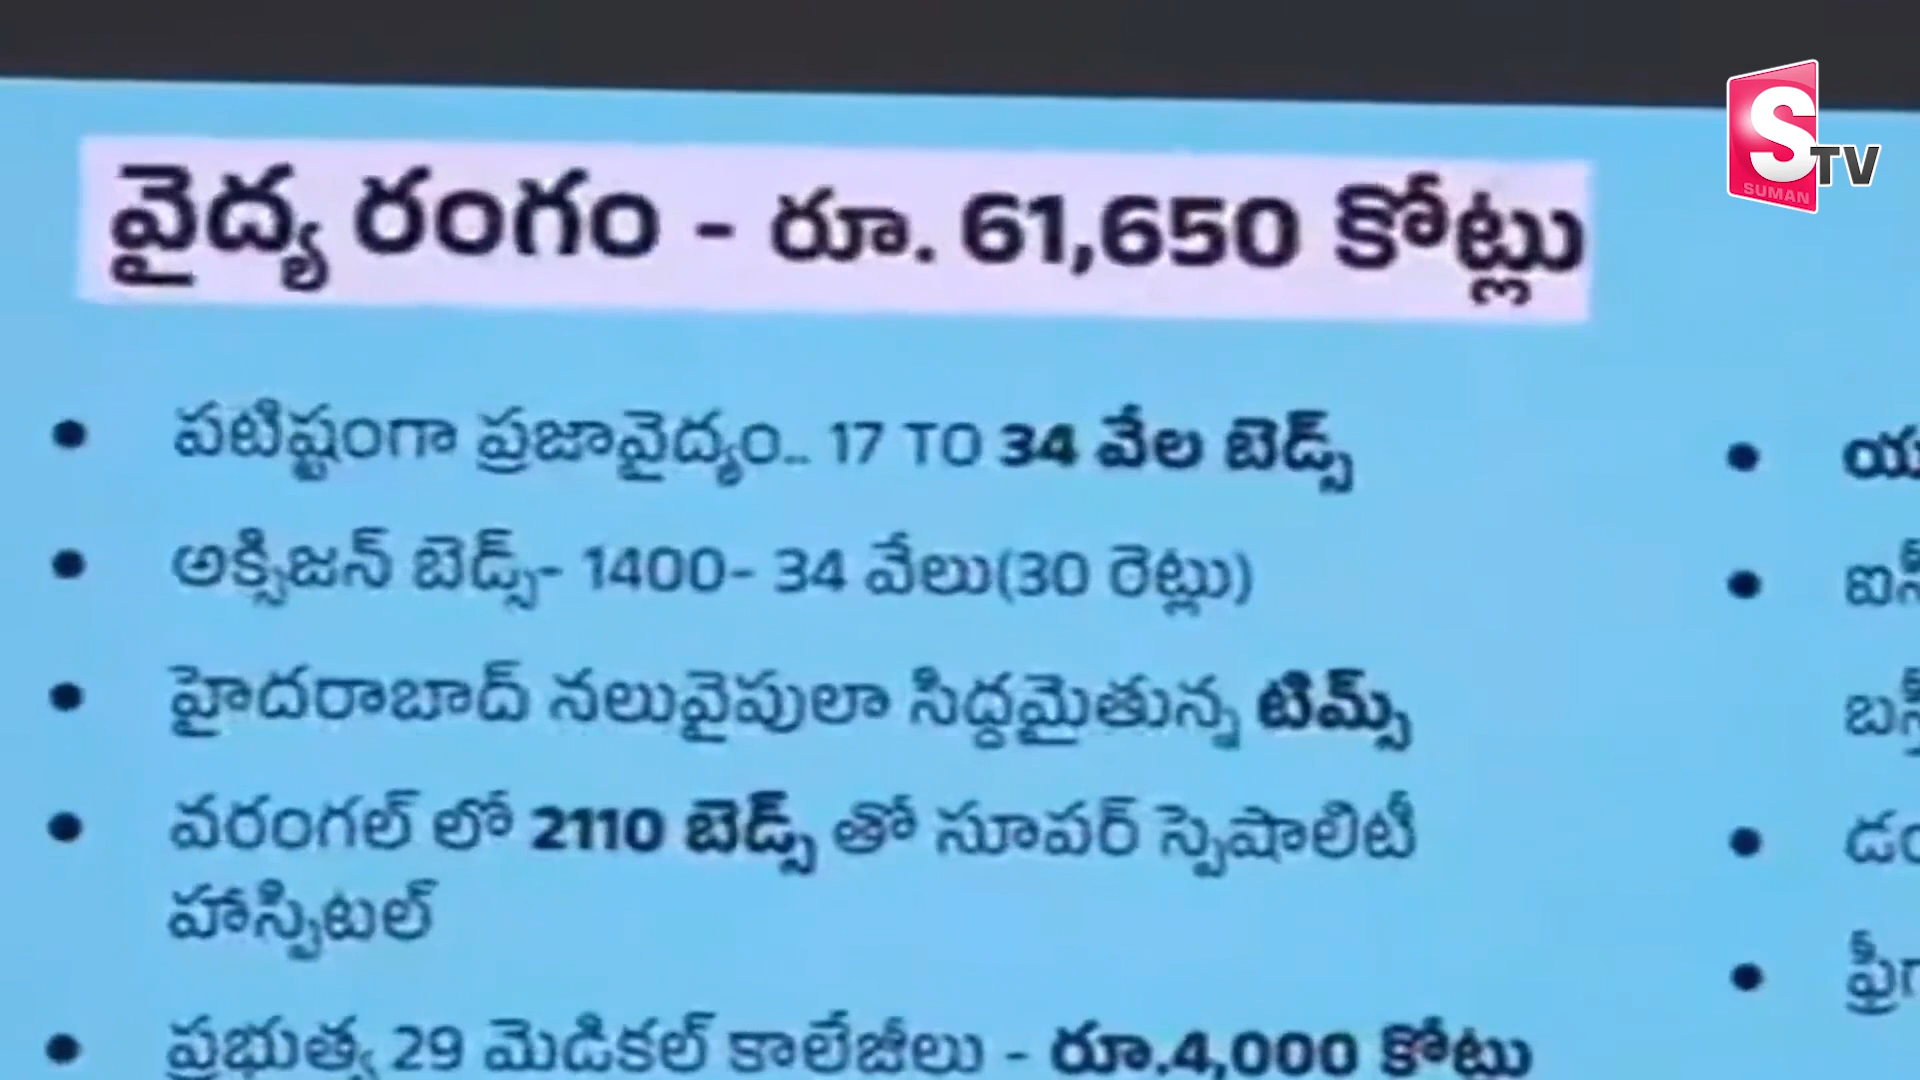 S TV
SUMAN
వైద్య రంగం - రూ. 61,650 కోట్లు
పటిష్టంగా ప్రజావైద్యం.. 17 TO 34 వేల బెడ్స్
అక్సిజన్ బెడ్స్- 1400- 34 వేలు(30 రెట్లు)
హైదరాబాద్ నలువైపులా సిద్ధమైతున్న టిమ్స్
వరంగల్ లో 2110 బెడ్స్ తో సూపర్ స్పెషాలిటీ
హాస్పిటల్
ప్రభుత్వ 29 మెడికల్ కాలేజీలు - రూ.4,000 కోట్లు